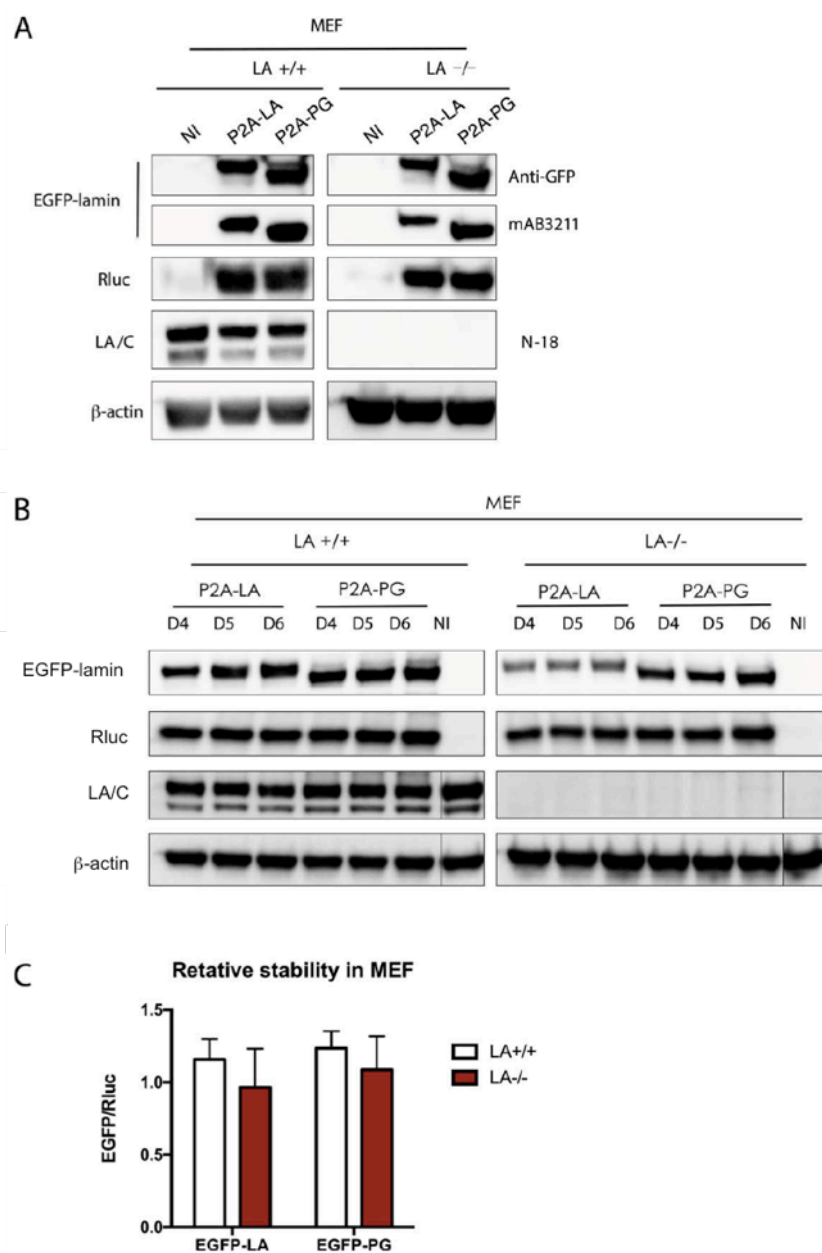 A
MEF
LA +/+ LA −/−
NI P2A-LA P2A-PG NI P2A-LA P2A-PG
EGFP-lamin
Anti-GFP
mAB3211
Rluc
LA/C N-18
β-actin
B
MEF
LA +/+ LA-/-
P2A-LA P2A-PG P2A-LA P2A-PG
D4 D5 D6 D4 D5 D6 NI D4 D5 D6 D4 D5 D6 NI
EGFP-lamin
Rluc
LA/C
β-actin
C
Retative stability in MEF
1.5
1.0
0.5
0.0
EGFP/Rluc
EGFP-LA EGFP-PG
LA+/+
LA-/-